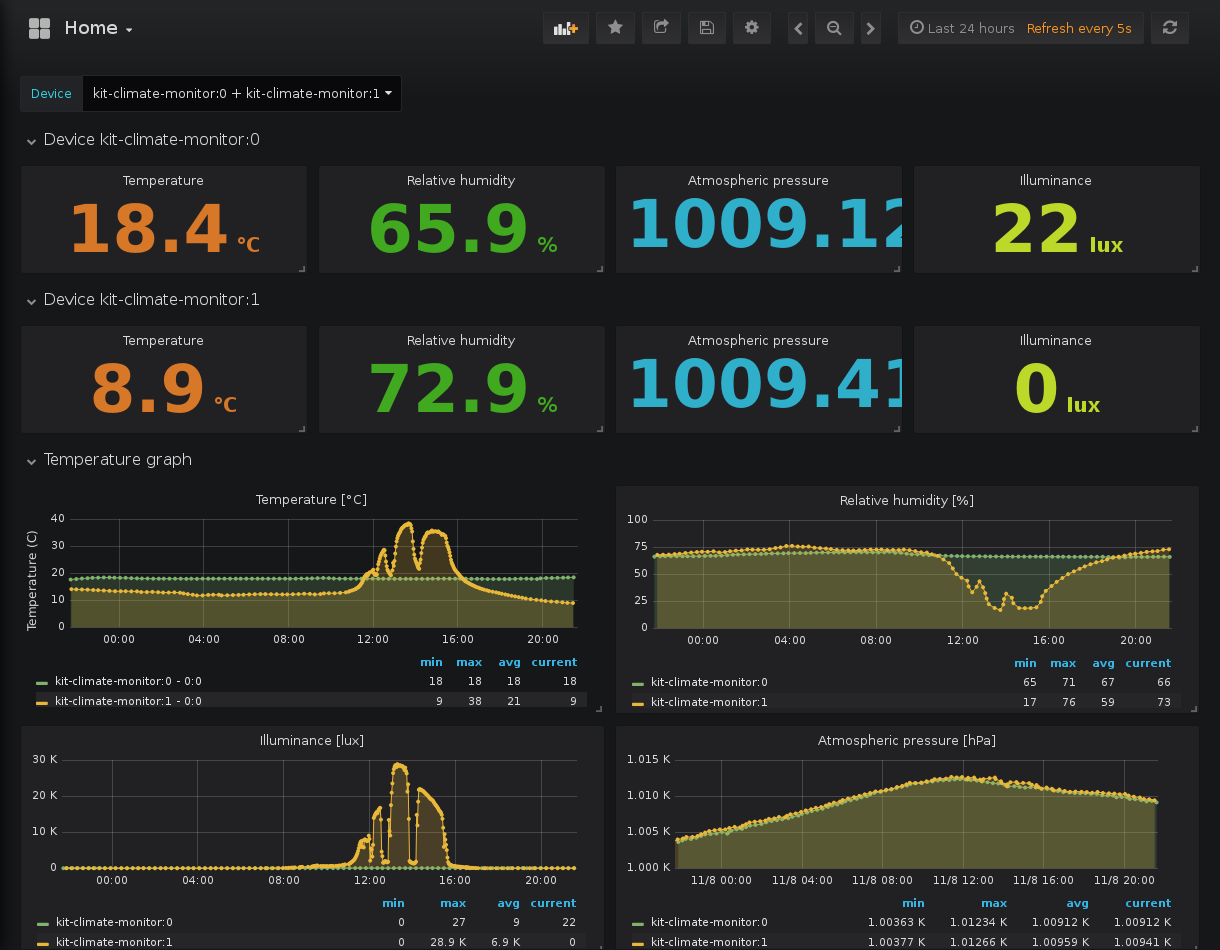 Home
Last 24 hours Refresh every 5s
Device kit-climate-monitor:0 + kit-climate-monitor:1
Device kit-climate-monitor:0
Temperature Relative humidity Atmospheric pressure Illuminance
18.4 °C 65.9 % 1009.12 22 lux
Device kit-climate-monitor:1
Temperature Relative humidity Atmospheric pressure Illuminance
8.9 °C 72.9 % 1009.41 0 lux
Temperature graph
Temperature [°C]
Temperature (C)
40
30
20
10
0
00:00 04:00 08:00 12:00 16:00 20:00
min max avg current
kit-climate-monitor:0 - 0:0 18 18 18 18
kit-climate-monitor:1 - 0:0 9 38 21 9
Relative humidity [%]
100
75
50
25
0
00:00 04:00 08:00 12:00 16:00 20:00
min max avg current
kit-climate-monitor:0 65 71 67 66
kit-climate-monitor:1 17 76 59 73
Illuminance [lux]
30 K
20 K
10 K
0
00:00 04:00 08:00 12:00 16:00 20:00
min max avg current
kit-climate-monitor:0 0 27 9 22
kit-climate-monitor:1 0 28.9 K 6.9 K 0
Atmospheric pressure [hPa]
1.015 K
1.010 K
1.005 K
1.000 K
11/8 00:00 11/8 04:00 11/8 08:00 11/8 12:00 11/8 16:00 11/8 20:00
min max avg current
kit-climate-monitor:0 1.00363 K 1.01234 K 1.00912 K 1.00912 K
kit-climate-monitor:1 1.00377 K 1.01266 K 1.00959 K 1.00941 K